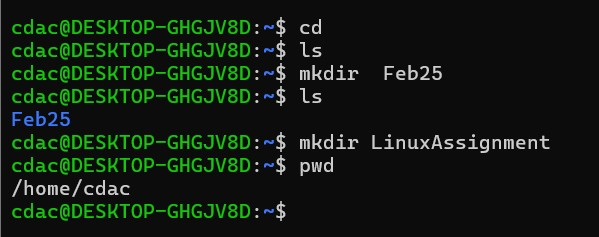 cdac@DESKTOP-GHGJV8D:~$ cd
cdac@DESKTOP-GHGJV8D:~$ ls
cdac@DESKTOP-GHGJV8D:~$ mkdir  Feb25
cdac@DESKTOP-GHGJV8D:~$ ls
Feb25
cdac@DESKTOP-GHGJV8D:~$ mkdir LinuxAssignment
cdac@DESKTOP-GHGJV8D:~$ pwd
/home/cdac
cdac@DESKTOP-GHGJV8D:~$